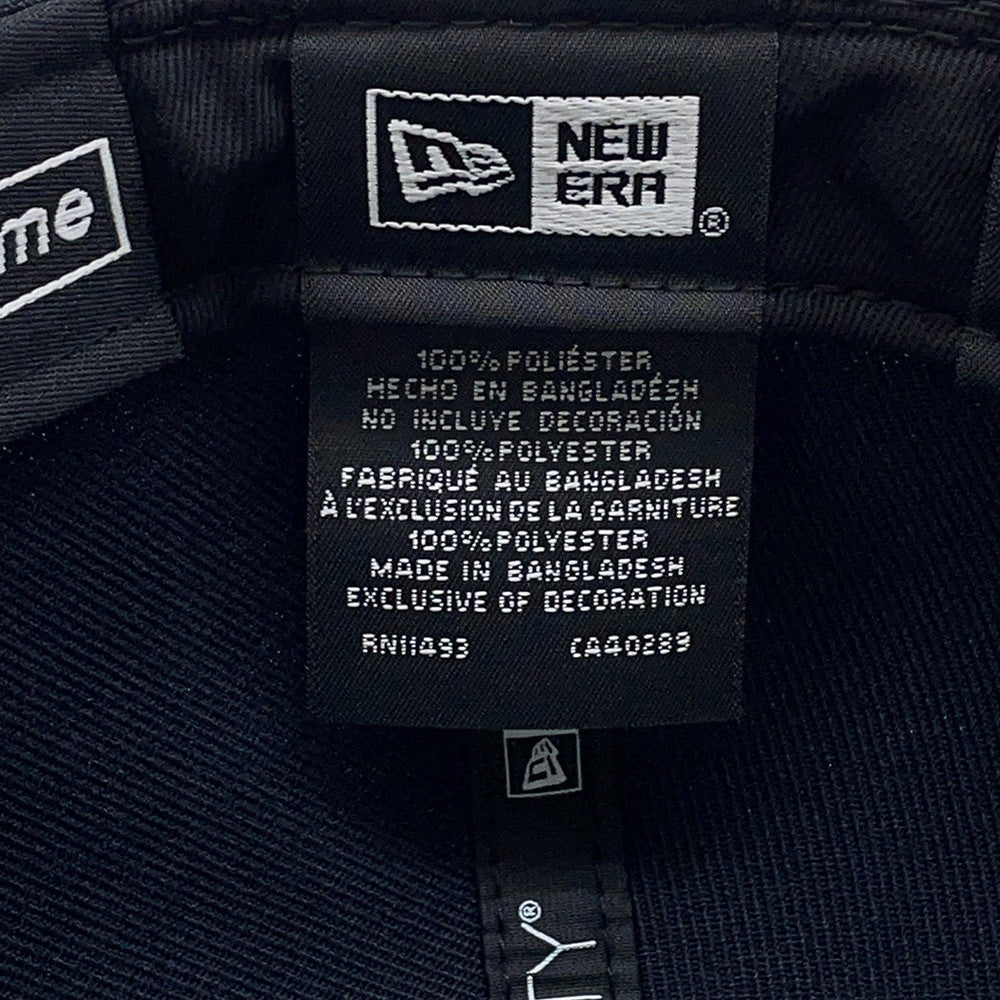 NEW
ERA
®
me
100% POLIÉSTER
HECHO EN BANGLADÉSH
NO INCLUYE DECORACIÓN
100% POLYESTER
FABRIQUÉ AU BANGLADESH
À L'EXCLUSION DE LA GARNITURE
100% POLYESTER
MADE IN BANGLADESH
EXCLUSIVE OF DECORATION
RN11493 CA40289
TY®